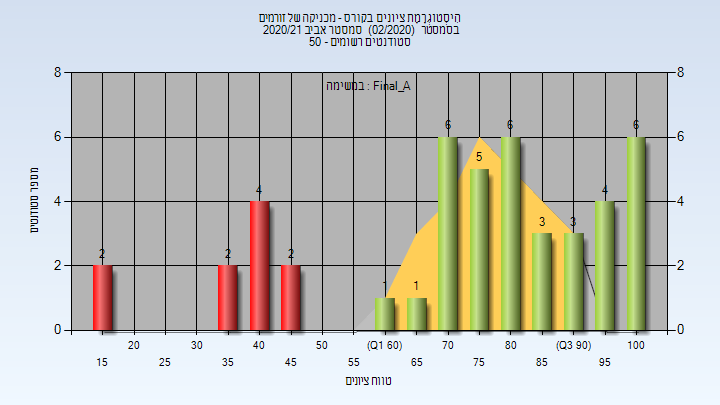 היסטוגרמת ציונים בקורס - מכניקה של זורמים
בסמסטר (02/2020) סמסטר אביב 2020/21
סטודנטים רשומים - 50
במשימה : Final_A
8 8
6 6
4 4
2 2
0 0
מספר סטודנטים
2 2 4 2 1 1 6 5 6 3 3 4 6
20 30 40 50 (Q1 60) 70 80 (Q3 90) 100
15 25 35 45 55 65 75 85 95
טווח ציונים